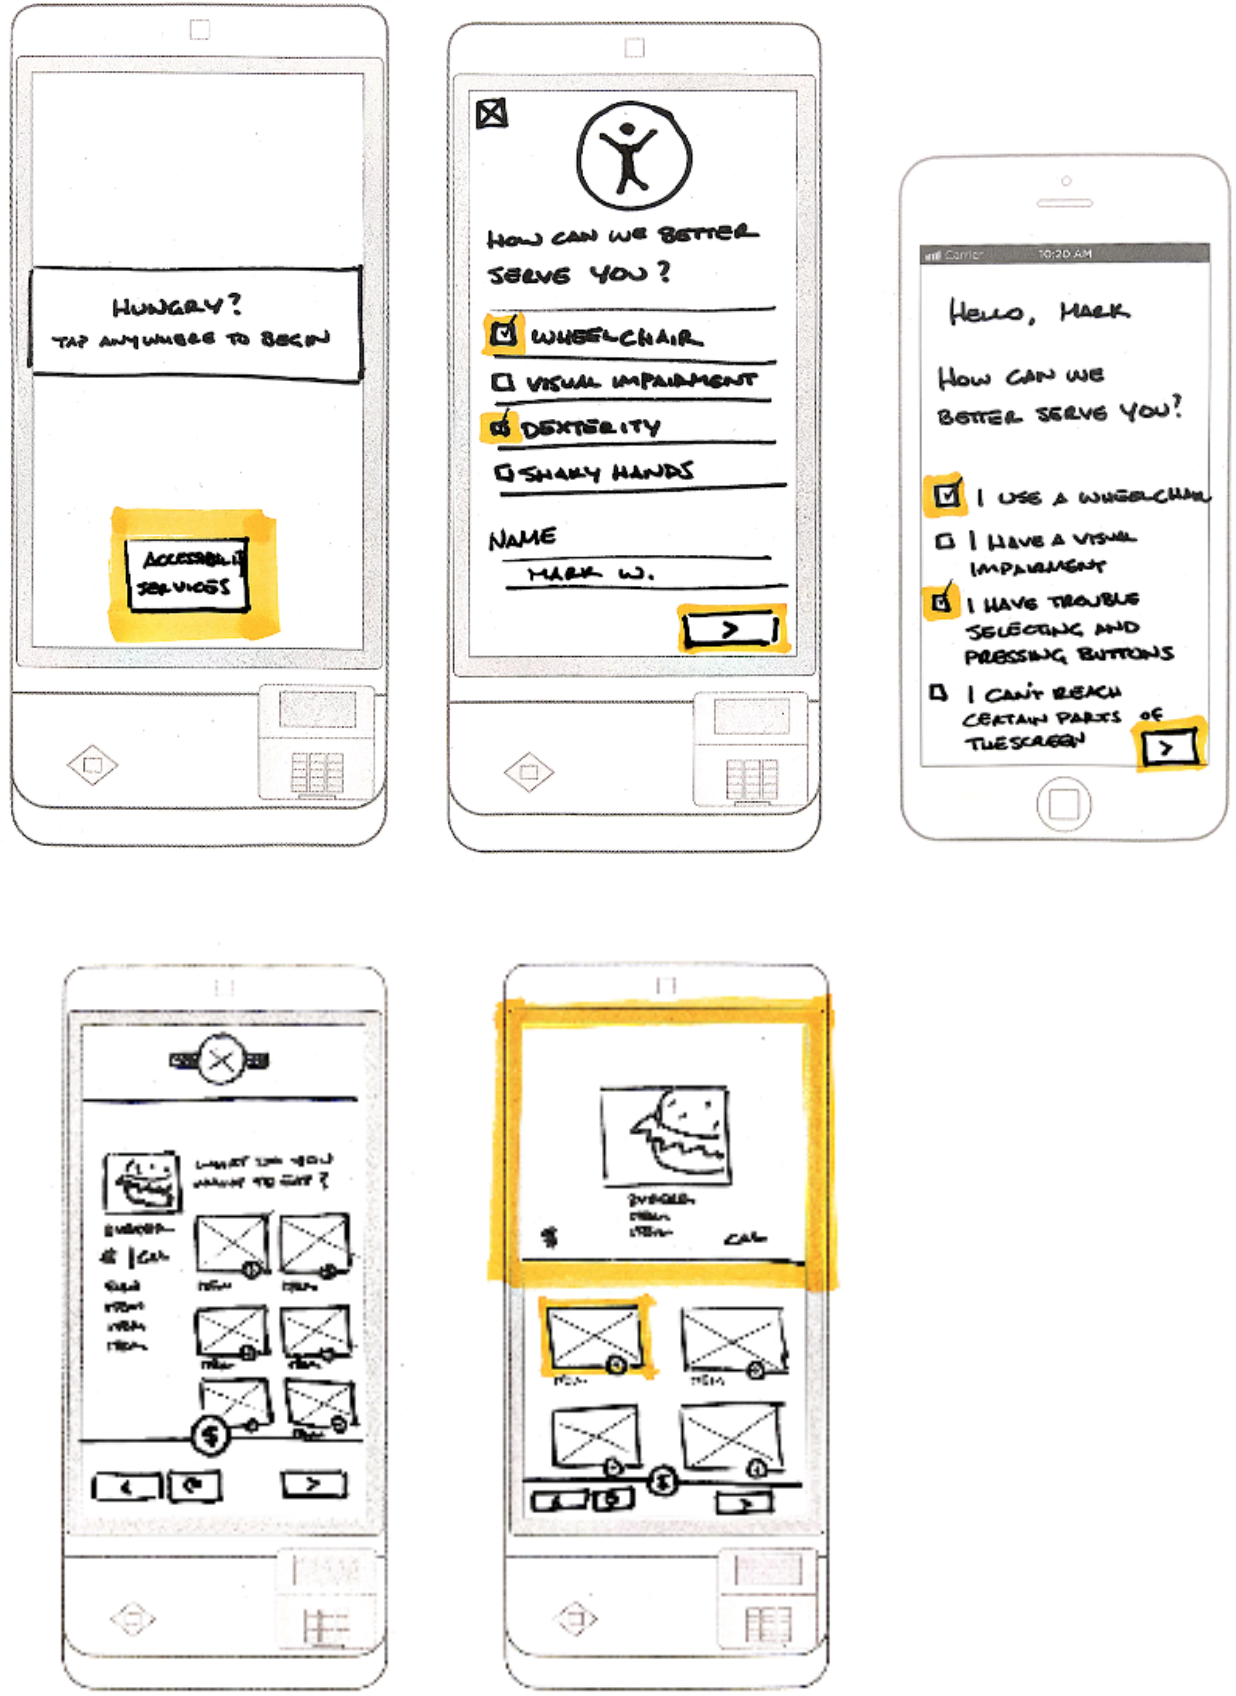 HUNGRY?
TAP ANYWHERE TO BEGIN
ACCESSIBILIT
SERVICES
HOW CAN WE BETTER
SERVE YOU?
WHEELCHAIR
VISUAL IMPAIRMENT
DEXTERITY
SHAKY HANDS
NAME
MARK W.
>
Carrier 10:20 AM
HELLO, MARK
HOW CAN WE
BETTER SERVE YOU?
I USE A WHEELCHAIR
I HAVE A VISUAL
IMPAIRMENT
I HAVE TROUBLE
SELECTING AND
PRESSING BUTTONS
I CAN'T REACH
CERTAIN PARTS OF
THE SCREEN
>
WHAT DO YOU
WANT TO EAT?
BURGER
$ | CAL
ITEM
ITEM
ITEM
ITEM ITEM
ITEM ITEM
ITEM
$
< >
BURGER
ITEM
ITEM
$ CAL
ITEM ITEM
$
< >